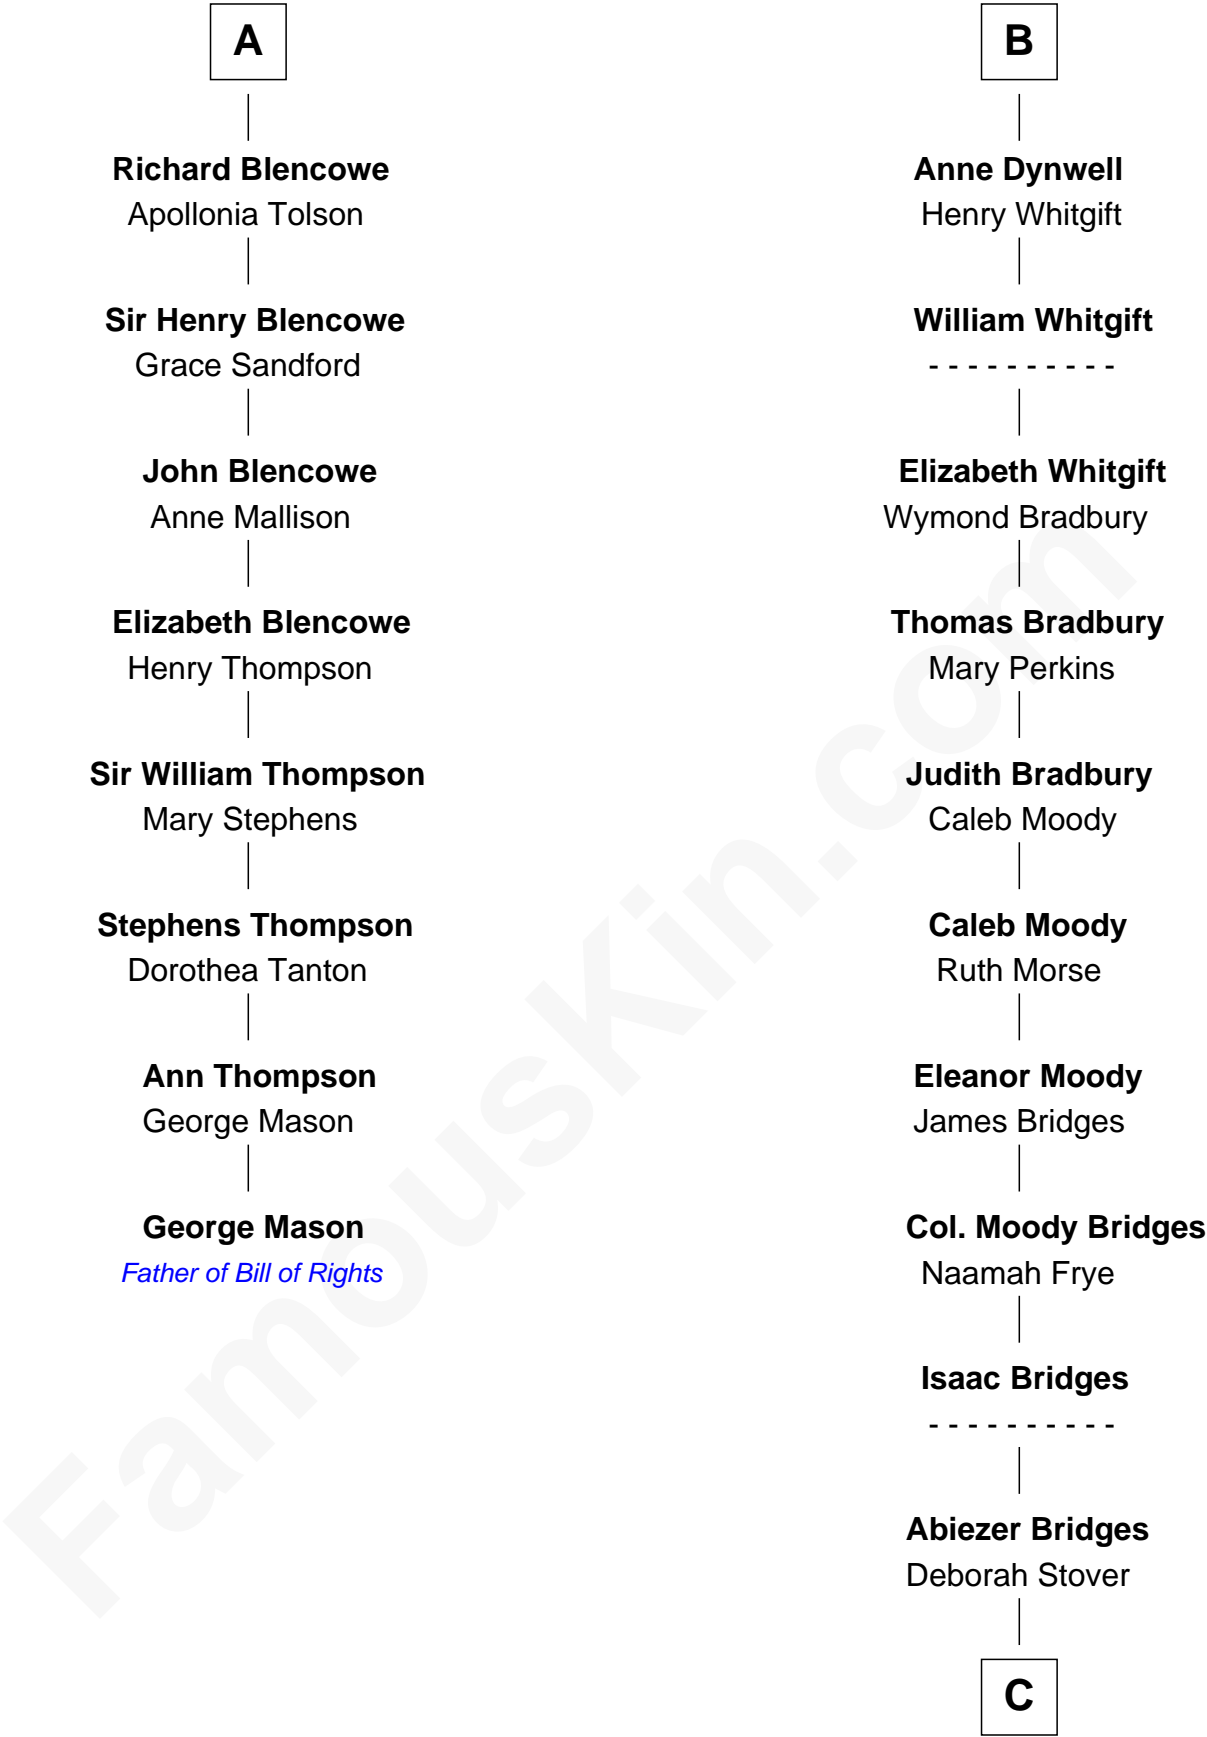 A
Richard Blencowe
Apollonia Tolson
Sir Henry Blencowe
Grace Sandford
John Blencowe
Anne Mallison
Elizabeth Blencowe
Henry Thompson
Sir William Thompson
Mary Stephens
Stephens Thompson
Dorothea Tanton
Ann Thompson
George Mason
George Mason
Father of Bill of Rights
B
Anne Dynwell
Henry Whitgift
William Whitgift
- - - - - - - - - -
Elizabeth Whitgift
Wymond Bradbury
Thomas Bradbury
Mary Perkins
Judith Bradbury
Caleb Moody
Caleb Moody
Ruth Morse
Eleanor Moody
James Bridges
Col. Moody Bridges
Naamah Frye
Isaac Bridges
- - - - - - - - - -
Abiezer Bridges
Deborah Stover
C
FamousKin.com